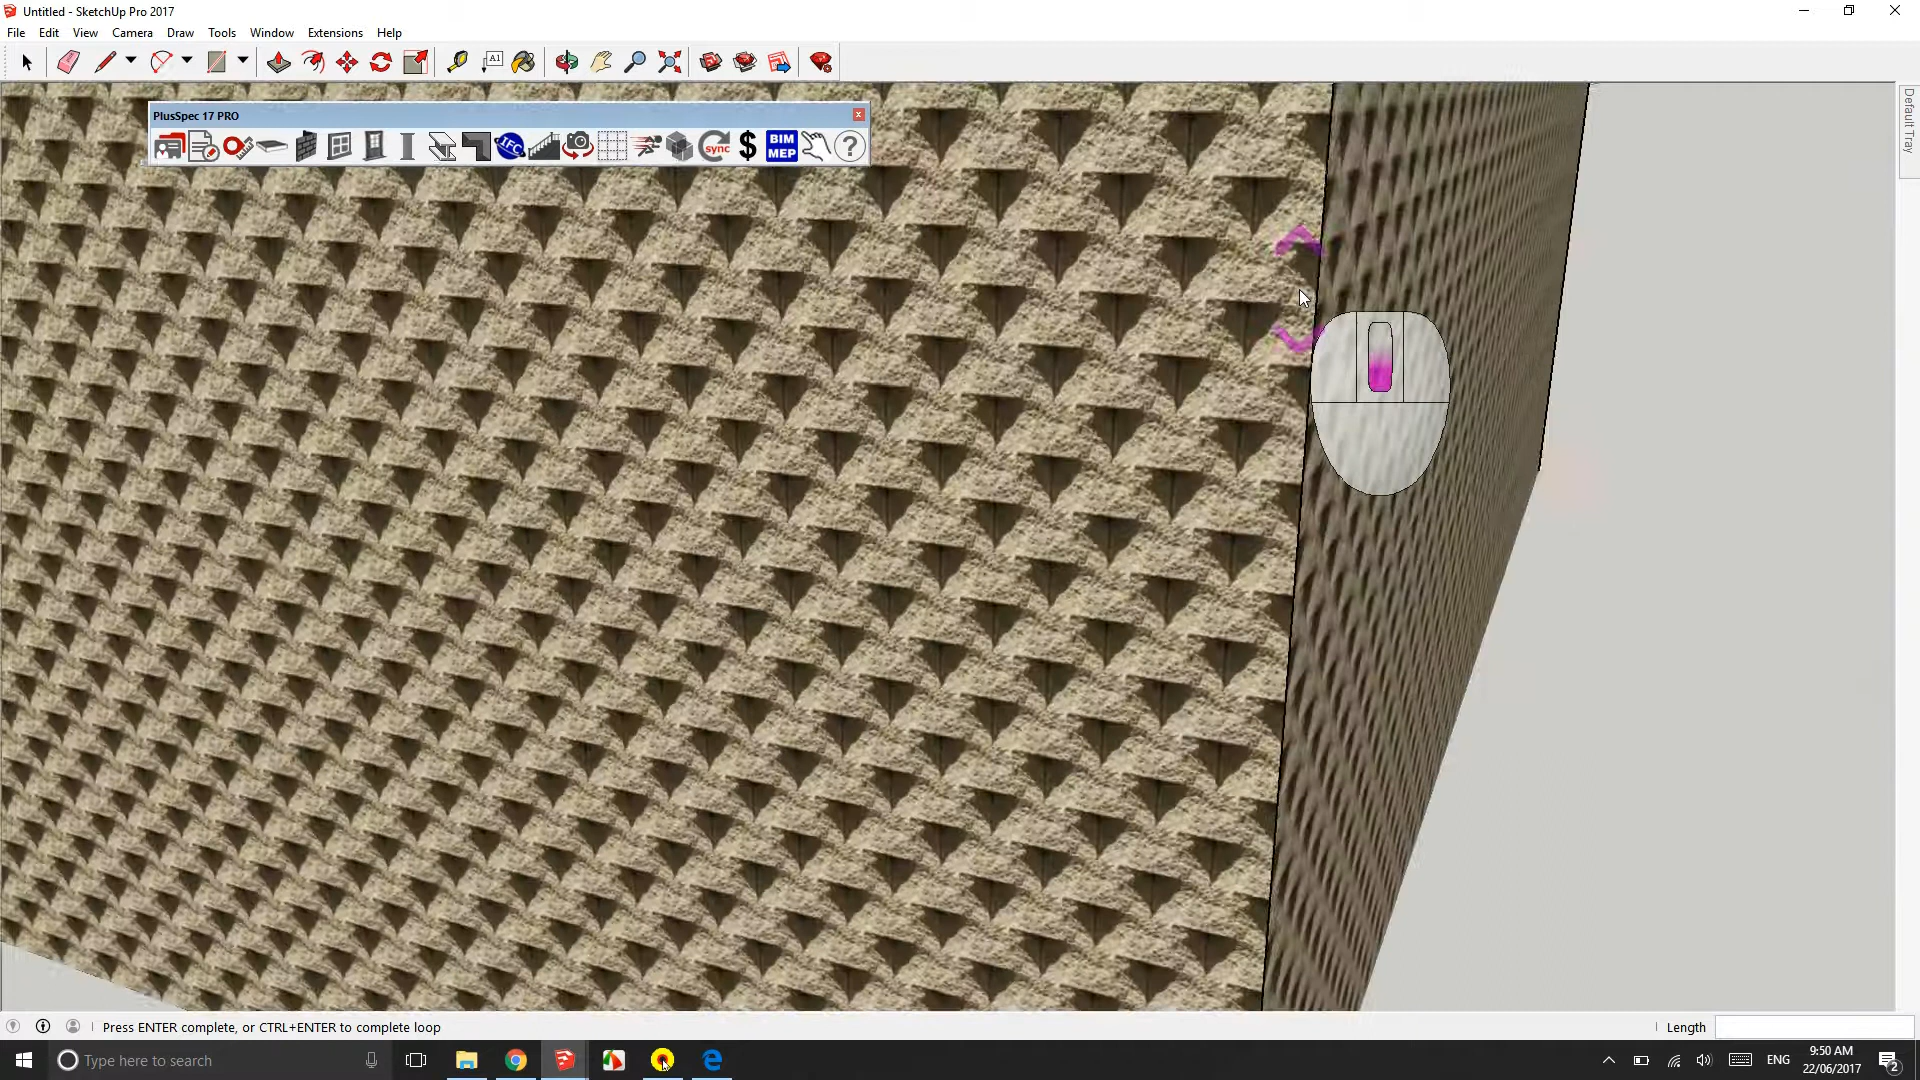 Untitled - SketchUp Pro 2017
File Edit View Camera Draw Tools Window Extensions Help
A1
Default Tray
PlusSpec 17 PRO
IFC sync $ BIM MEP ?
Press ENTER complete, or CTRL+ENTER to complete loop
Length
Type here to search
ENG
9:50 AM
22/06/2017
2